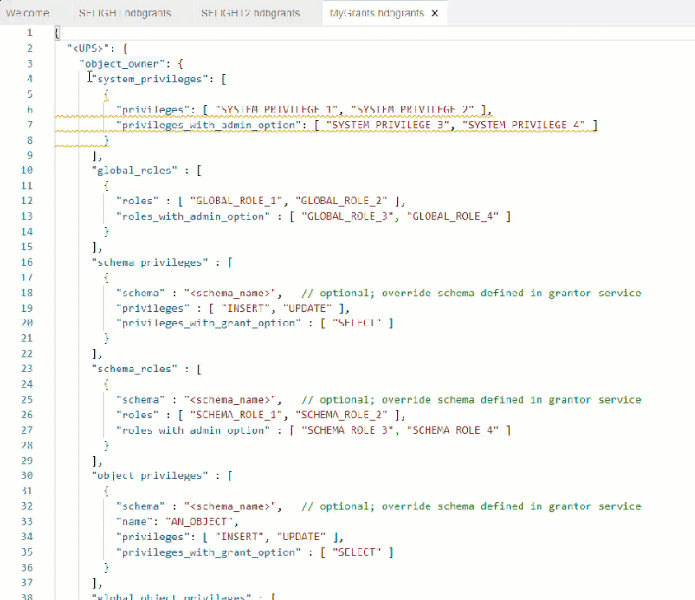 Welcome SFLIGHT.hdbgrants SFLIGHT2.hdbgrants MyGrants.hdbgrants X
1 {
2 "<UPS>": {
3 "object_owner": {
4 "system_privileges": [
5 {
6 "privileges": [ "SYSTEM PRIVILEGE 1", "SYSTEM PRIVILEGE 2" ],
7 "privileges_with_admin_option": [ "SYSTEM PRIVILEGE 3", "SYSTEM PRIVILEGE 4" ]
8 }
9 ],
10 "global_roles" : [
11 {
12 "roles" : [ "GLOBAL_ROLE_1", "GLOBAL_ROLE_2" ],
13 "roles_with_admin_option" : [ "GLOBAL_ROLE_3", "GLOBAL_ROLE_4" ]
14 }
15 ],
16 "schema_privileges" : [
17 {
18 "schema" : "<schema_name>", // optional; override schema defined in grantor service
19 "privileges" : [ "INSERT", "UPDATE" ],
20 "privileges_with_grant_option" : [ "SELECT" ]
21 }
22 ],
23 "schema_roles" : [
24 {
25 "schema" : "<schema_name>", // optional; override schema defined in grantor service
26 "roles" : [ "SCHEMA_ROLE_1", "SCHEMA_ROLE_2" ],
27 "roles_with_admin_option" : [ "SCHEMA_ROLE_3", "SCHEMA_ROLE_4" ]
28 }
29 ],
30 "object_privileges" : [
31 {
32 "schema" : "<schema_name>", // optional; override schema defined in grantor service
33 "name": "AN_OBJECT",
34 "privileges": [ "INSERT", "UPDATE" ],
35 "privileges_with_grant_option" : [ "SELECT" ]
36 }
37 ],
38 "global_object_privileges" : [